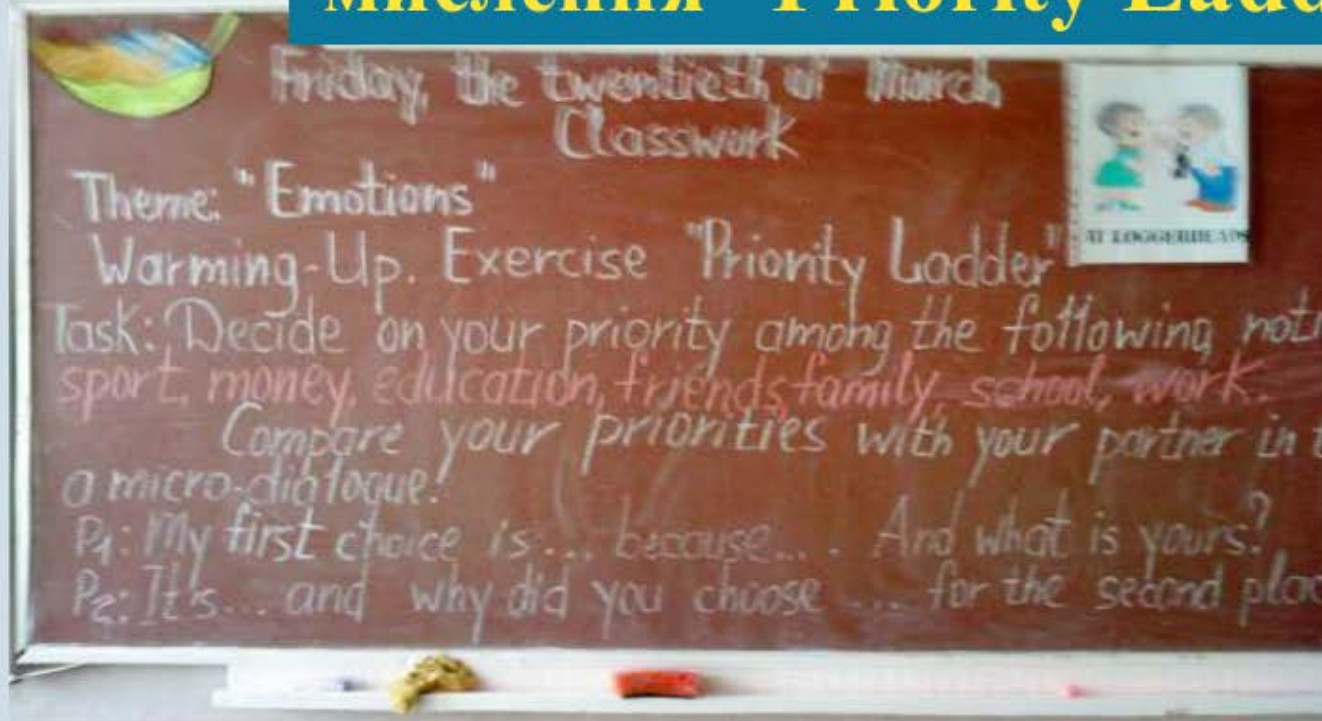 мислення "Priority Ladd
Friday, the twentieth of March
Classwork
Theme: "Emotions"
AT LOGGERHEADS
Warming-Up. Exercise "Priority Ladder"
Task: Decide on your priority among the following noti
sport, money, education, friends, family, school, work.
Compare your priorities with your partner in t
a micro-dialogue.
P1: My first choice is... because... . And what is yours?
P2: It's... and why did you choose .... for the second plac